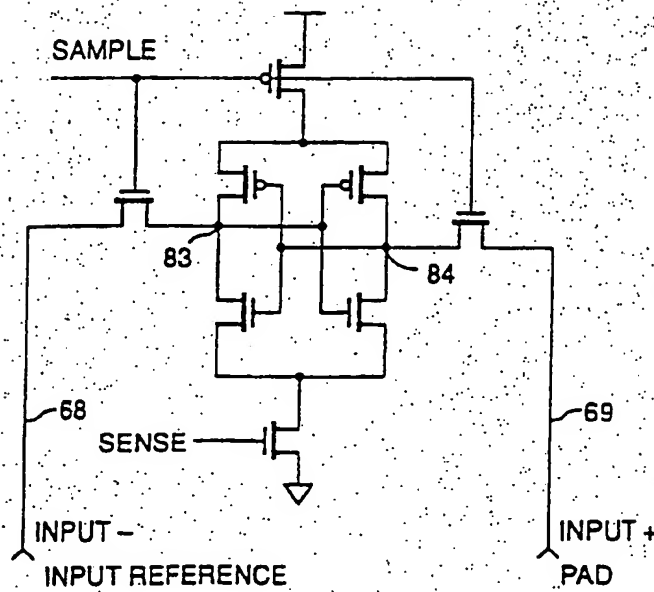 SAMPLE
83
84
68
69
SENSE
INPUT –
INPUT +
INPUT REFERENCE
PAD